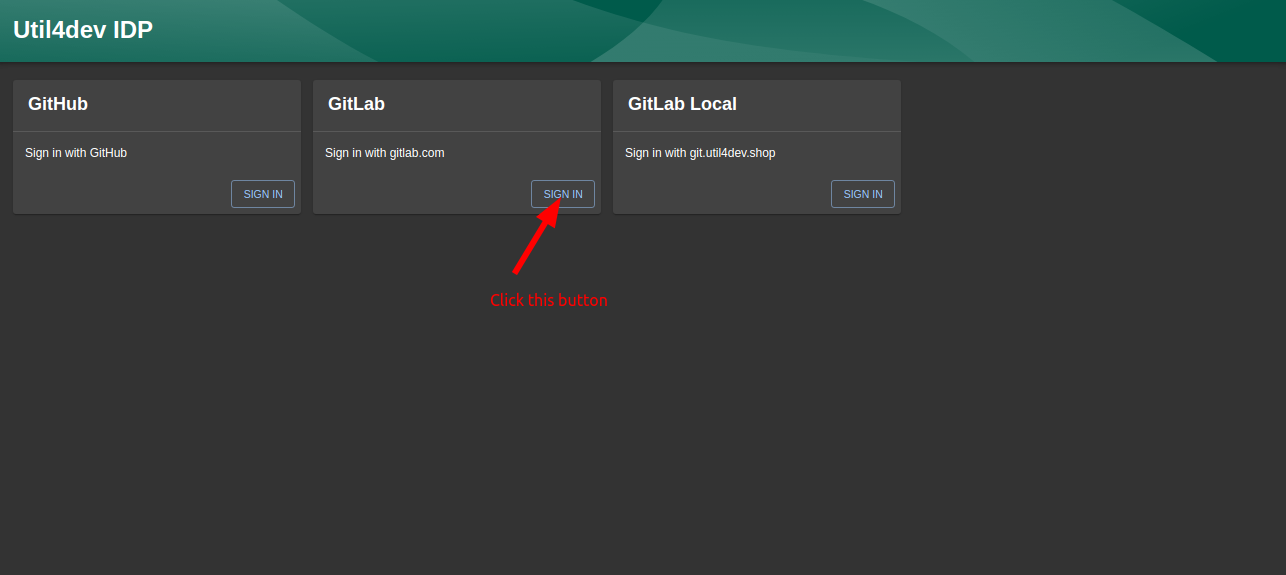 Util4dev IDP
GitHub
Sign in with GitHub
SIGN IN
GitLab
Sign in with gitlab.com
SIGN IN
GitLab Local
Sign in with git.util4dev.shop
SIGN IN
Click this button